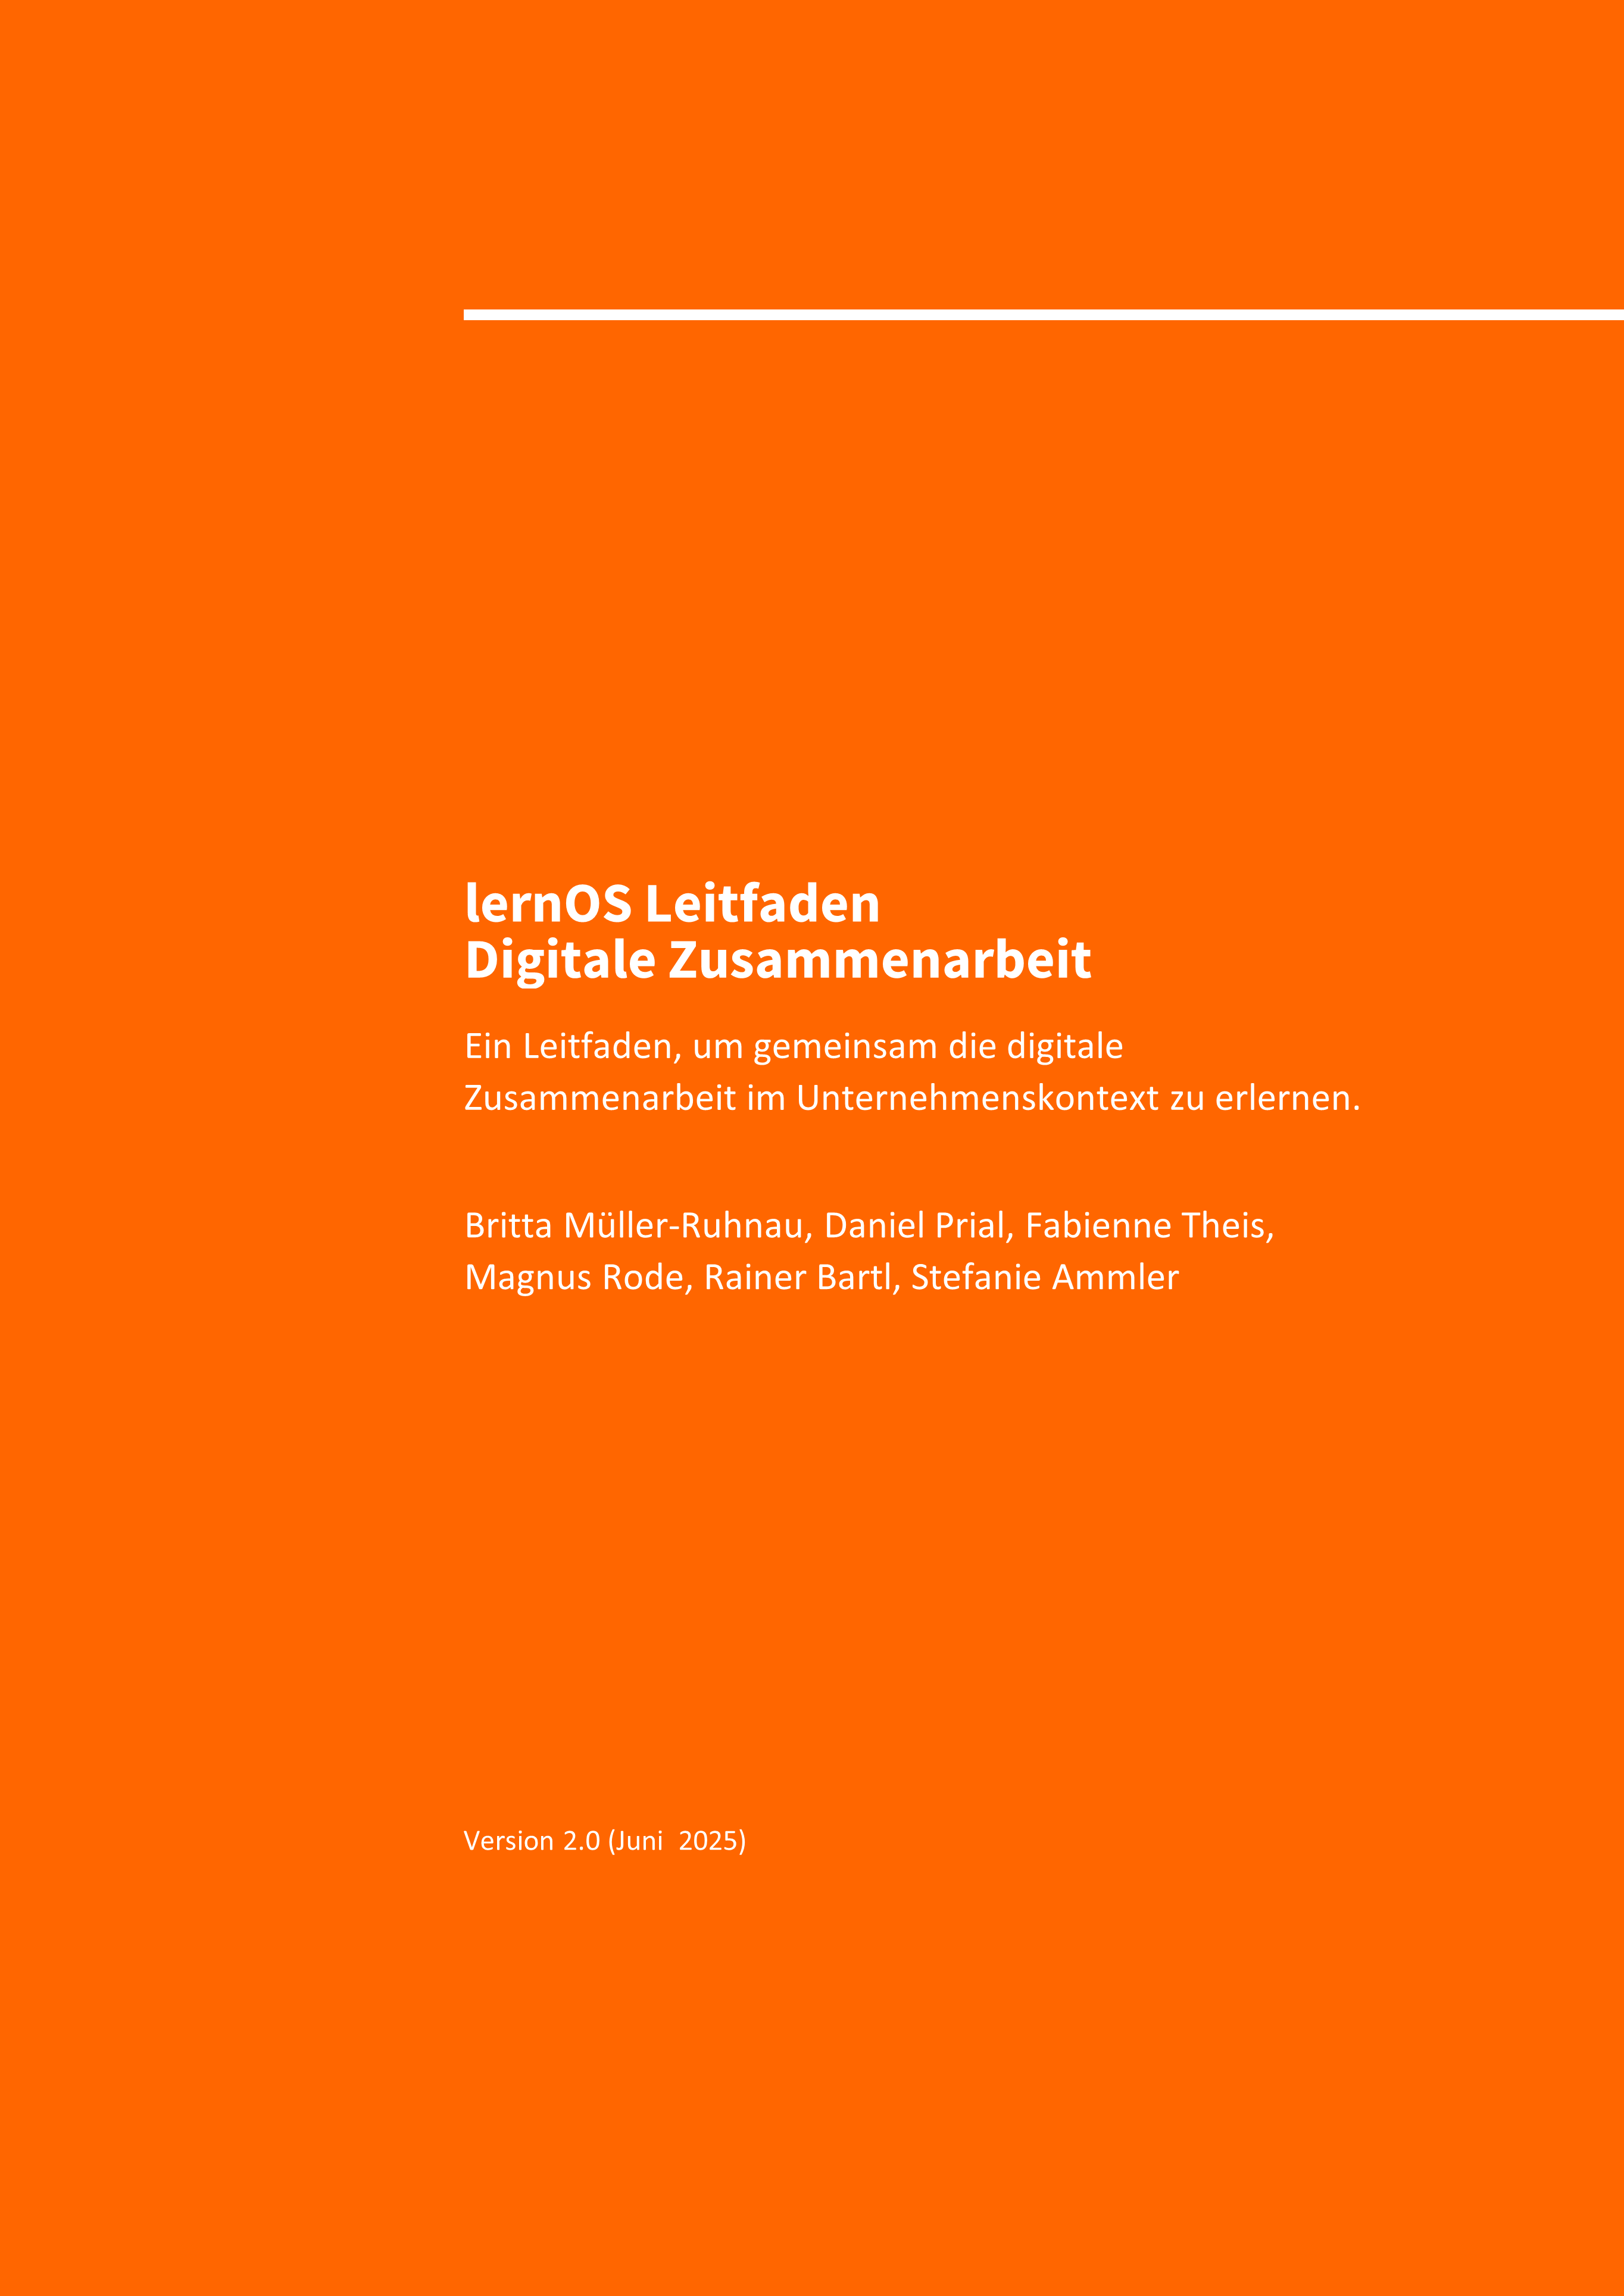 lernOS Leitfaden
Digitale Zusammenarbeit
Ein Leitfaden, um gemeinsam die digitale
Zusammenarbeit im Unternehmenskontext zu erlernen.
Britta Müller-Ruhnau, Daniel Prial, Fabienne Theis,
Magnus Rode, Rainer Bartl, Stefanie Ammler
Version 2.0 (Juni 2025)